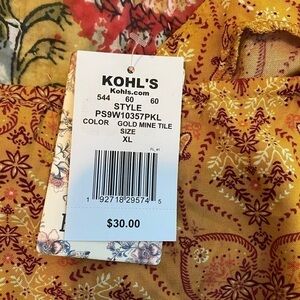 KOHL'S
Kohls.com
544 60 60
STYLE
PS9W10357PKL
COLOR GOLD MINE TILE
SIZE
XL
1 92718 29574 5
$30.00